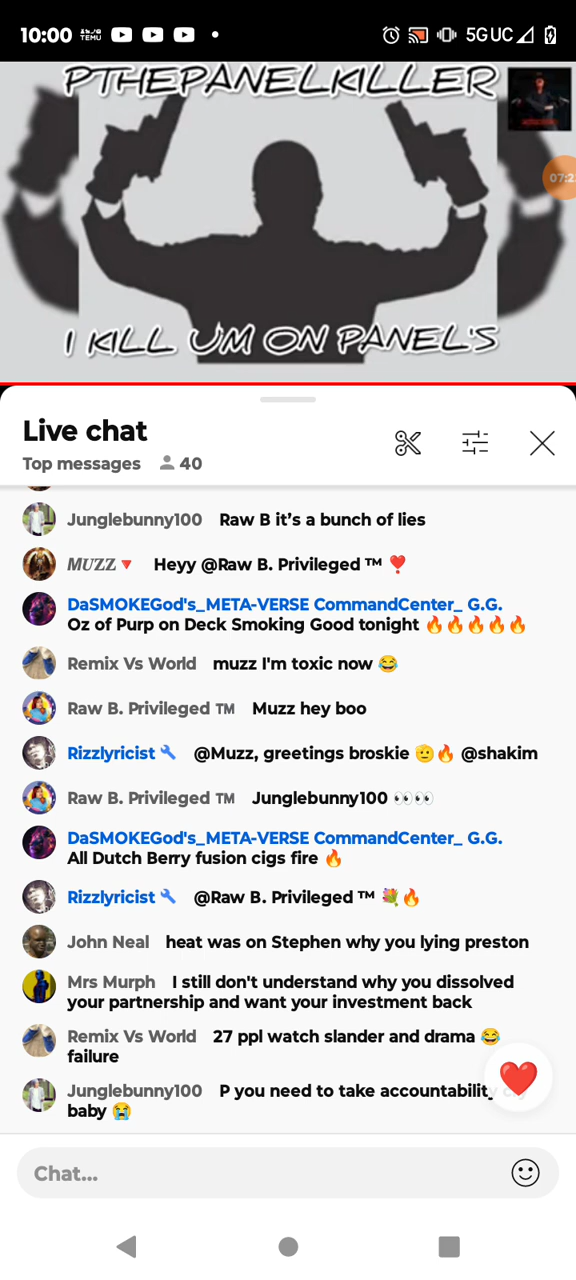 10:00 TEMU 5G UC
PTHEPANELKILLER
07:2
I KILL UM ON PANEL'S
Live chat
Top messages 40
Junglebunny100 Raw B it's a bunch of lies
MUZZ🔻 Heyy @Raw B. Privileged ™ ❣️
DaSMOKEGod's_META-VERSE CommandCenter_ G.G.
Oz of Purp on Deck Smoking Good tonight 🔥🔥🔥🔥🔥
Remix Vs World muzz I'm toxic now 😂
Raw B. Privileged ™ Muzz hey boo
Rizzlyricist 🔧 @Muzz, greetings broskie 🫡🔥 @shakim
Raw B. Privileged ™ Junglebunny100 👀👀
DaSMOKEGod's_META-VERSE CommandCenter_ G.G.
All Dutch Berry fusion cigs fire 🔥
Rizzlyricist 🔧 @Raw B. Privileged ™ 💐🔥
John Neal heat was on Stephen why you lying preston
Mrs Murph I still don't understand why you dissolved
your partnership and want your investment back
Remix Vs World 27 ppl watch slander and drama 😂
failure
Junglebunny100 P you need to take accountability
baby 😭
Chat...